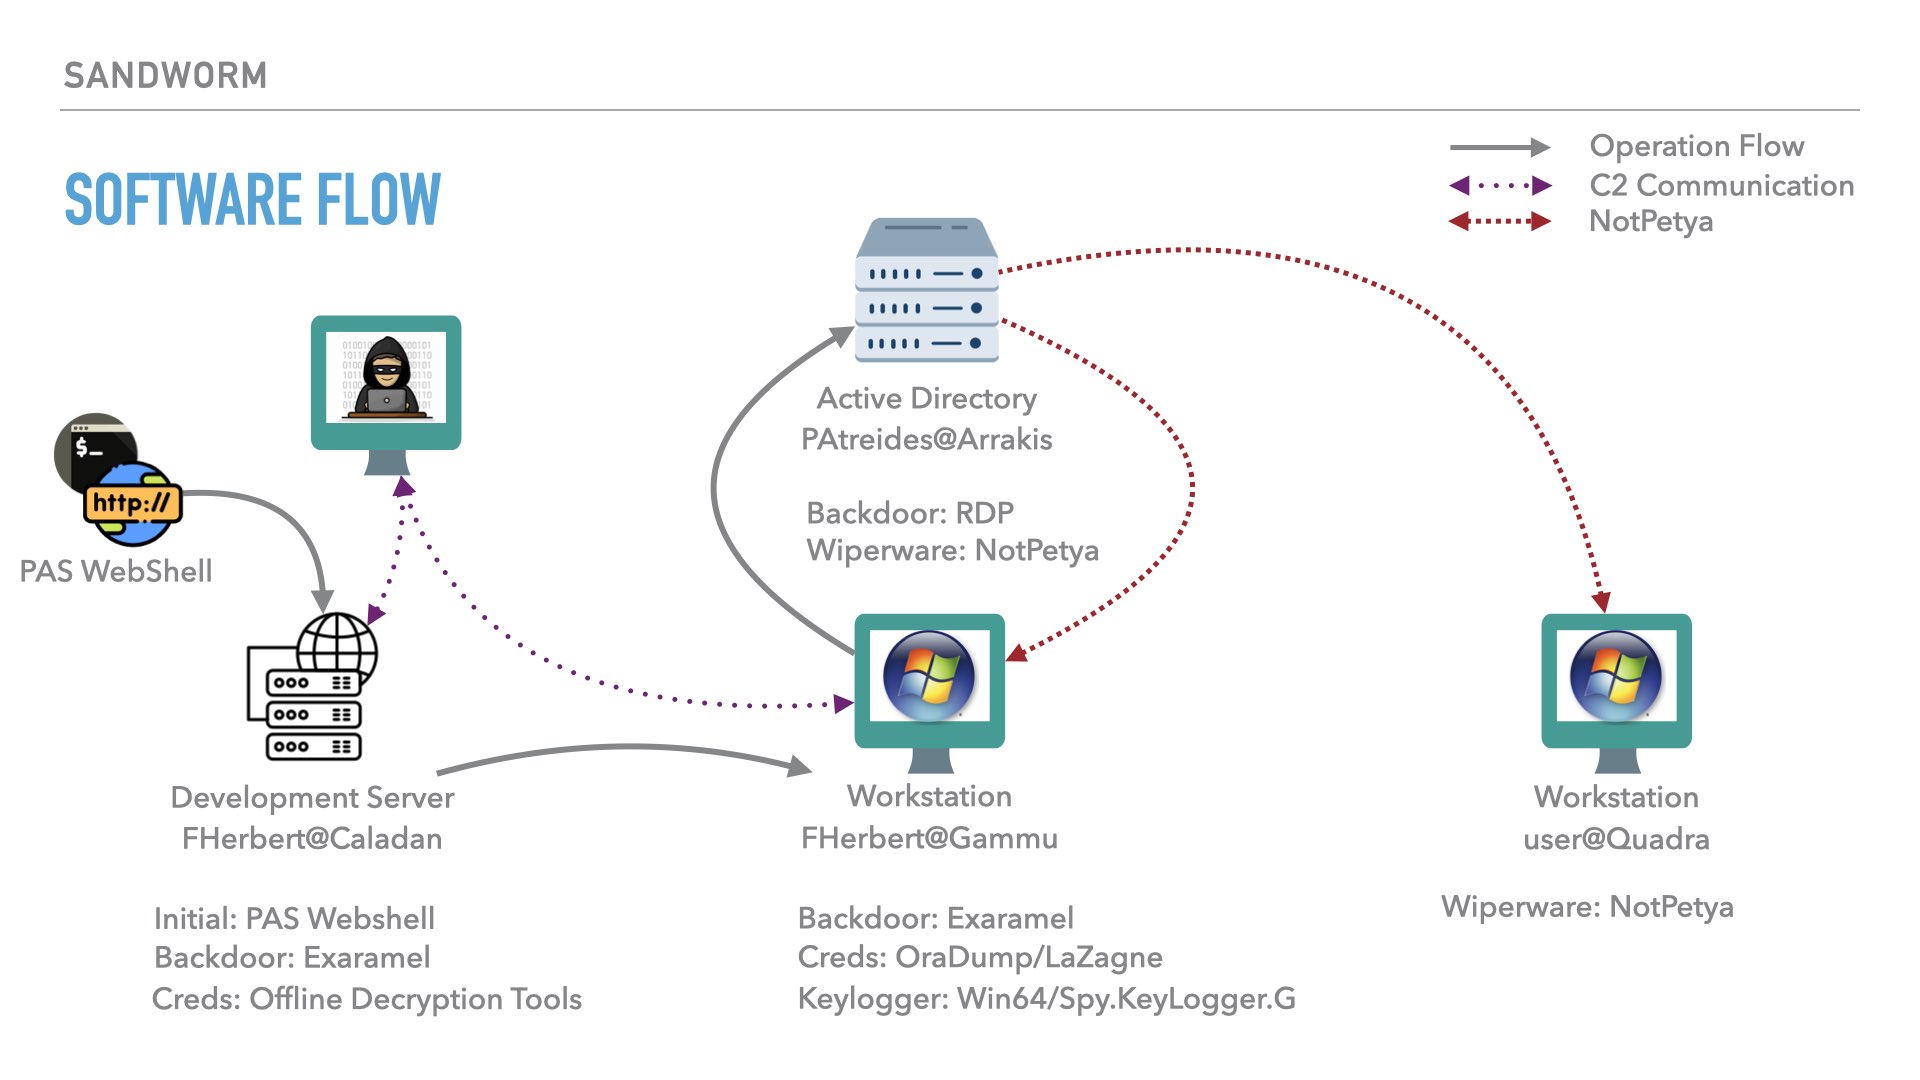 SANDWORM
SOFTWARE FLOW
Operation Flow
C2 Communication
NotPetya
$_
http://
PAS WebShell
Active Directory
PAtreides@Arrakis
Backdoor: RDP
Wiperware: NotPetya
Development Server
FHerbert@Caladan
Initial: PAS Webshell
Backdoor: Exaramel
Creds: Offline Decryption Tools
Workstation
FHerbert@Gammu
Backdoor: Exaramel
Creds: OraDump/LaZagne
Keylogger: Win64/Spy.KeyLogger.G
Workstation
user@Quadra
Wiperware: NotPetya